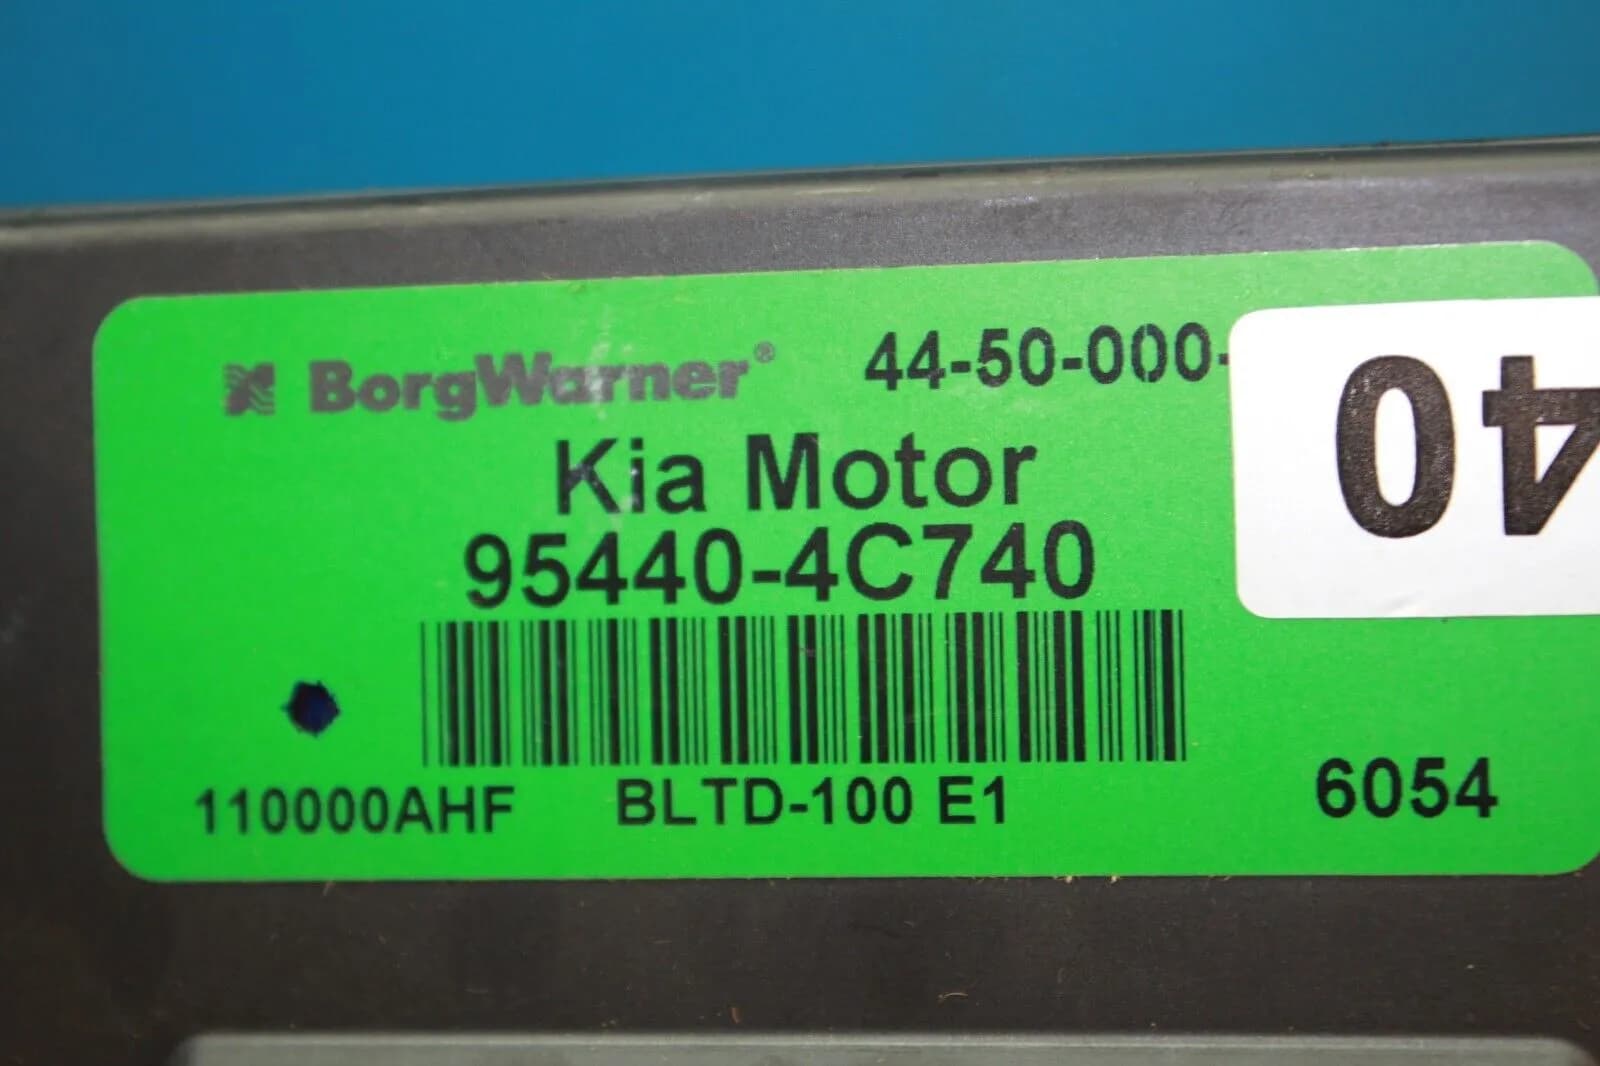 BorgWarner® 44-50-000-
Kia Motor
95440-4C740
110000AHF BLTD-100 E1 6054
40